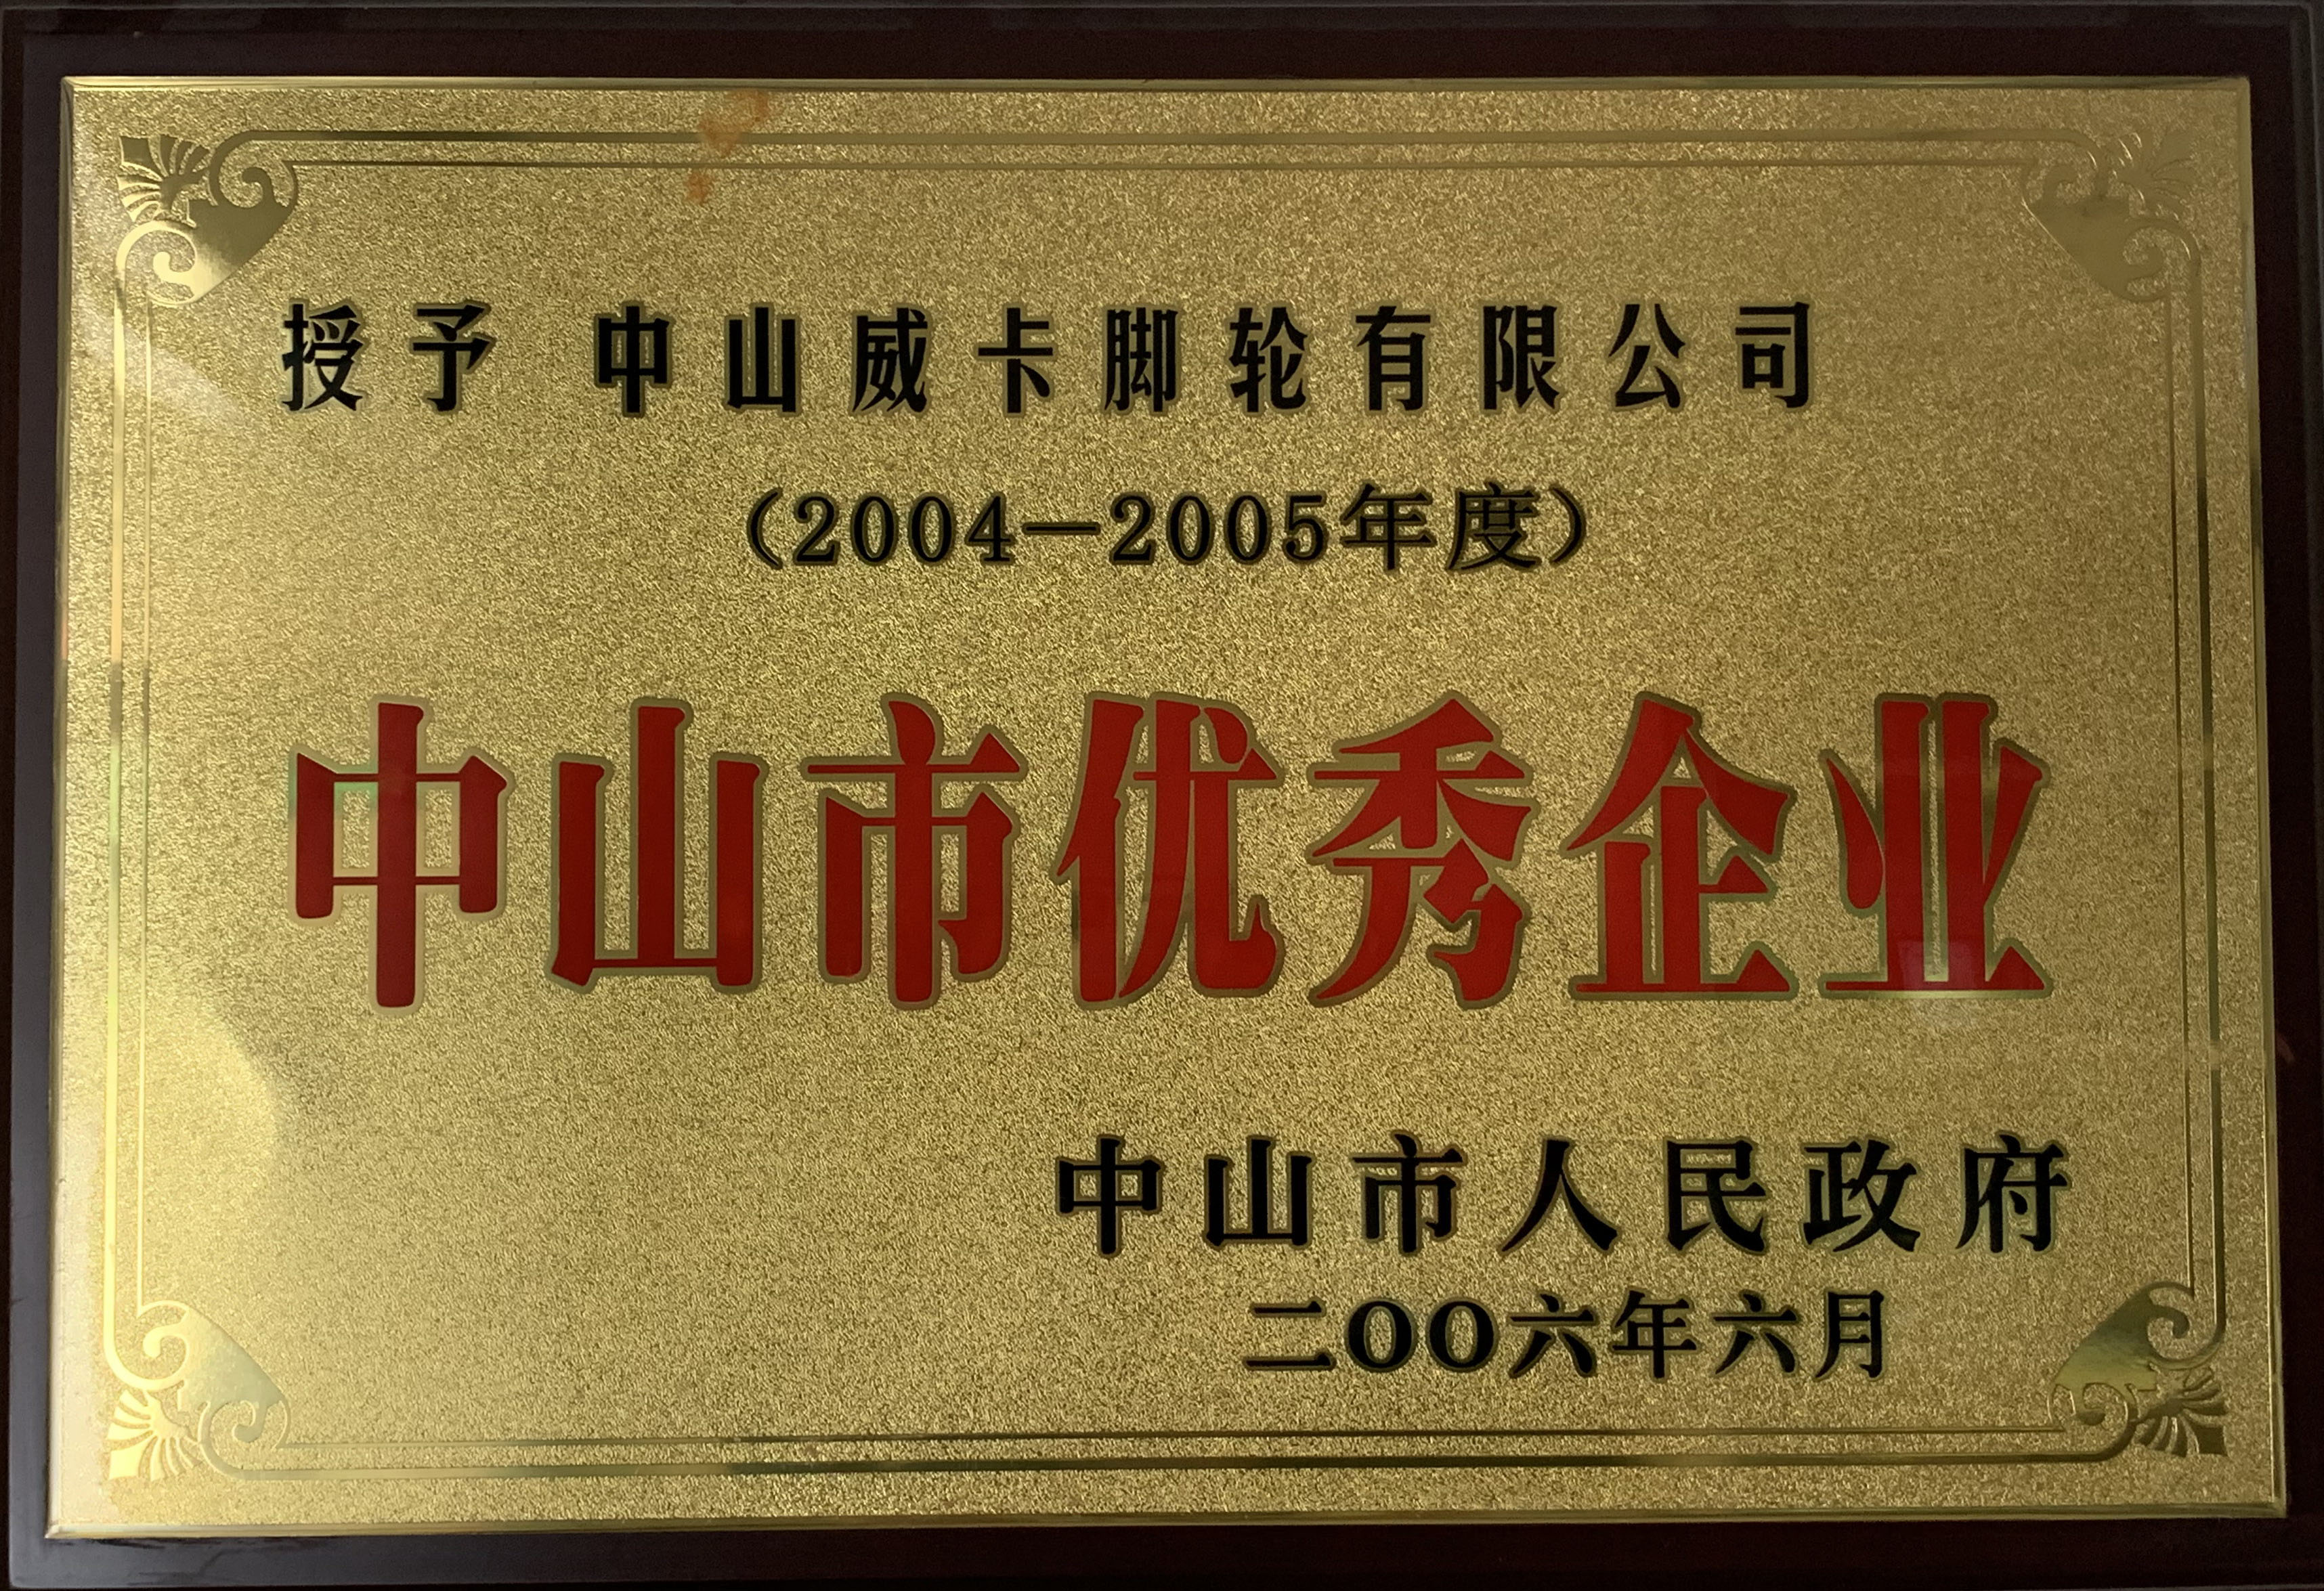 授予 中山威卡脚轮有限公司
（2004—2005年度）
中山市优秀企业
中山市人民政府
二OO六年六月